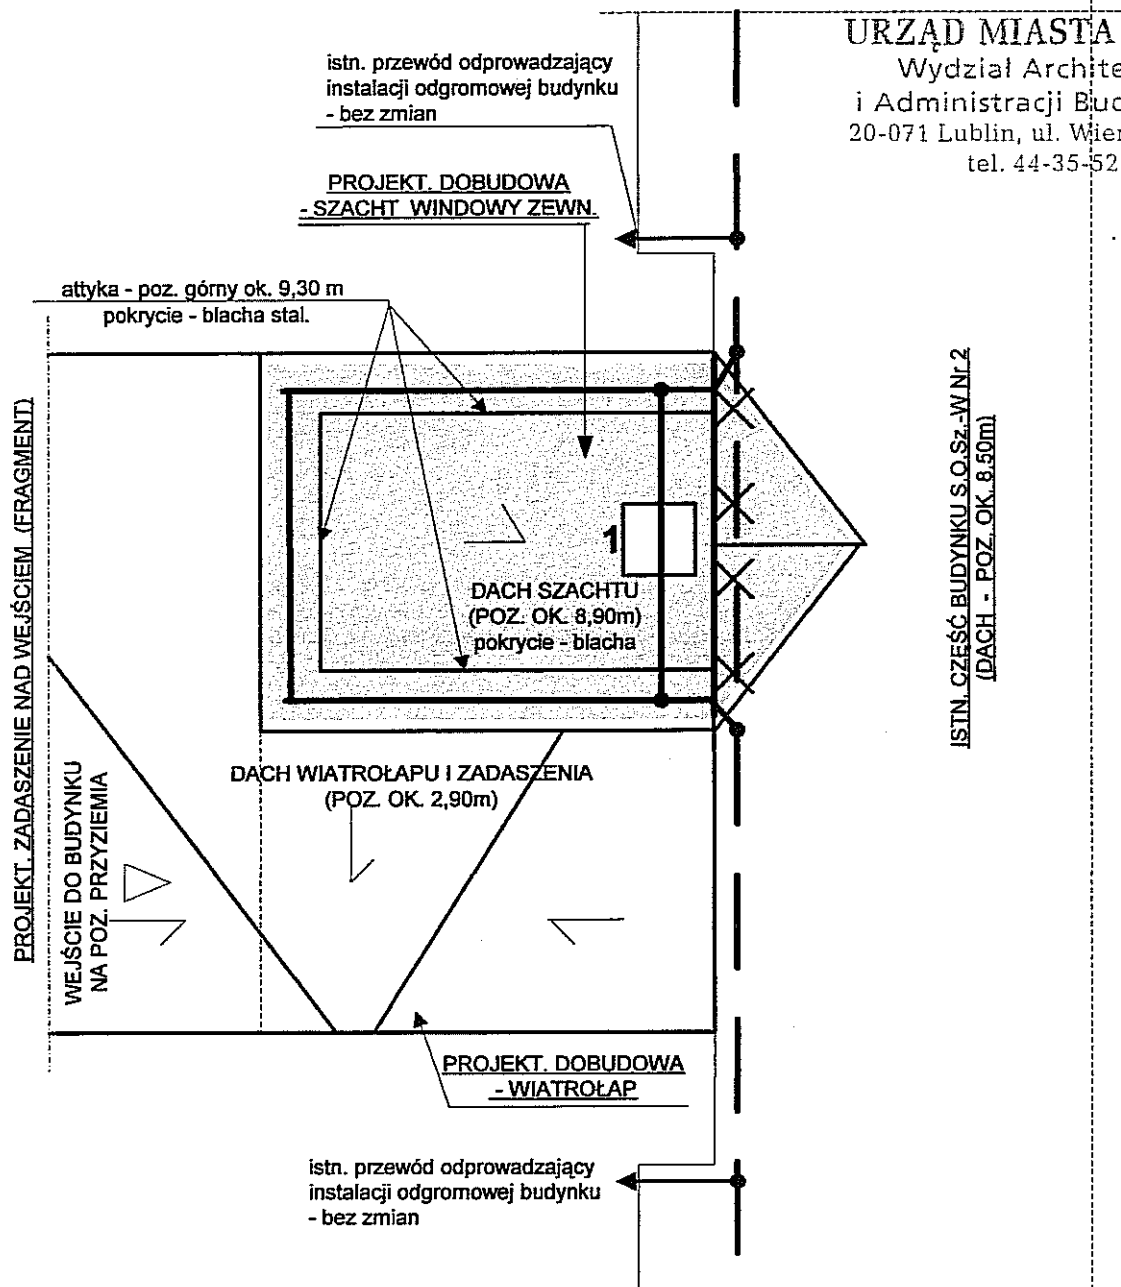 URZĄD MIASTA
Wydział Archite
i Administracji Bud
20-071 Lublin, ul. Wien
tel. 44-35-52
istn. przewód odprowadzający
instalacji odgromowej budynku
- bez zmian
PROJEKT. DOBUDOWA
- SZACHT WINDOWY ZEWN.
attyka - poz. górny ok. 9,30 m
pokrycie - blacha stal.
PROJEKT. ZADASZENIE NAD WEJŚCIEM (FRAGMENT)
ISTN. CZĘŚĆ BUDYNKU S.O.Sz.-W Nr 2
(DACH - POZ. OK. 8,50m)
1
DACH SZACHTU
(POZ. OK. 8,90m)
pokrycie - blacha
WEJŚCIE DO BUDYNKU
NA POZ. PRZYZIEMIA
DACH WIATROŁAPU I ZADASZENIA
(POZ. OK. 2,90m)
PROJEKT. DOBUDOWA
- WIATROŁAP
istn. przewód odprowadzający
instalacji odgromowej budynku
- bez zmian